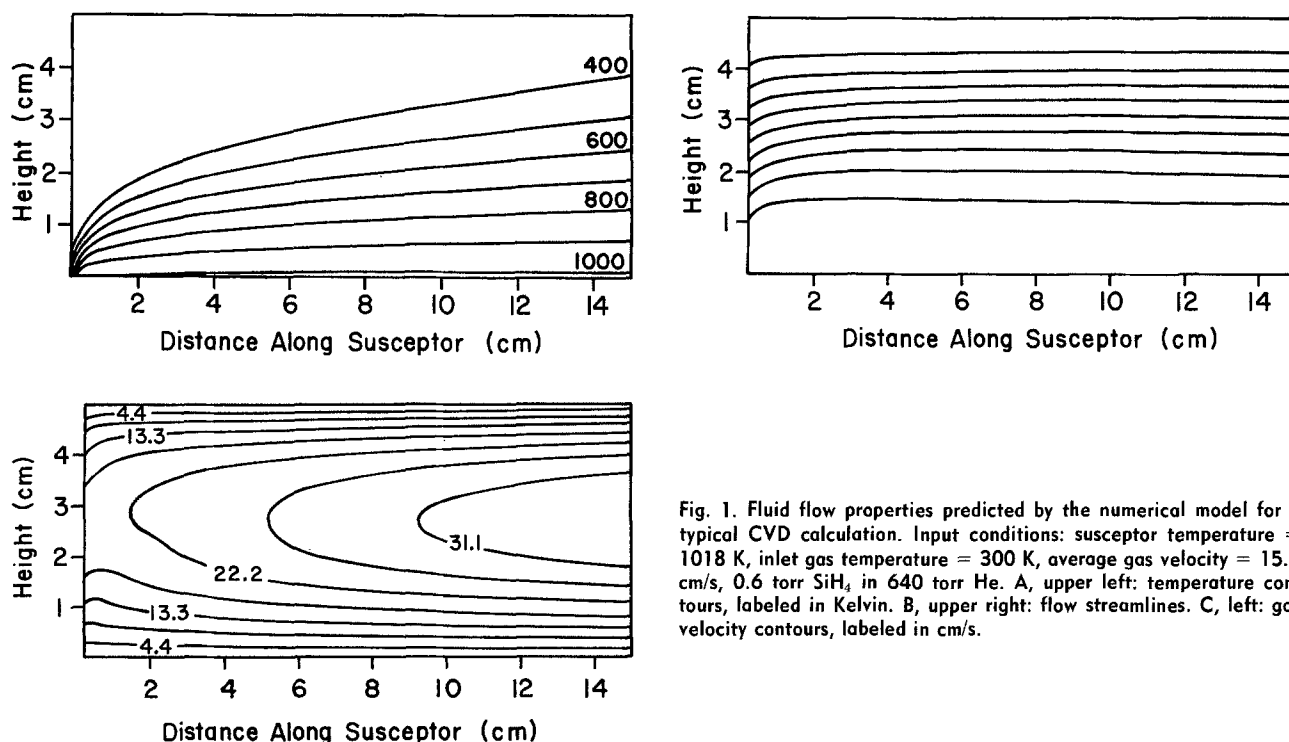 Height (cm)
4
3
2
1
400
600
800
1000
2 4 6 8 10 12 14
Distance Along Susceptor (cm)
Height (cm)
4
3
2
1
2 4 6 8 10 12 14
Distance Along Susceptor (cm)
Height (cm)
4
3
2
1
4.4
13.3
31.1
22.2
13.3
4.4
2 4 6 8 10 12 14
Distance Along Susceptor (cm)
Fig. 1. Fluid flow properties predicted by the numerical model for
typical CVD calculation. Input conditions: susceptor temperature =
1018 K, inlet gas temperature = 300 K, average gas velocity = 15.
cm/s, 0.6 torr SiH₄ in 640 torr He. A, upper left: temperature con
tours, labeled in Kelvin. B, upper right: flow streamlines. C, left: ga
velocity contours, labeled in cm/s.